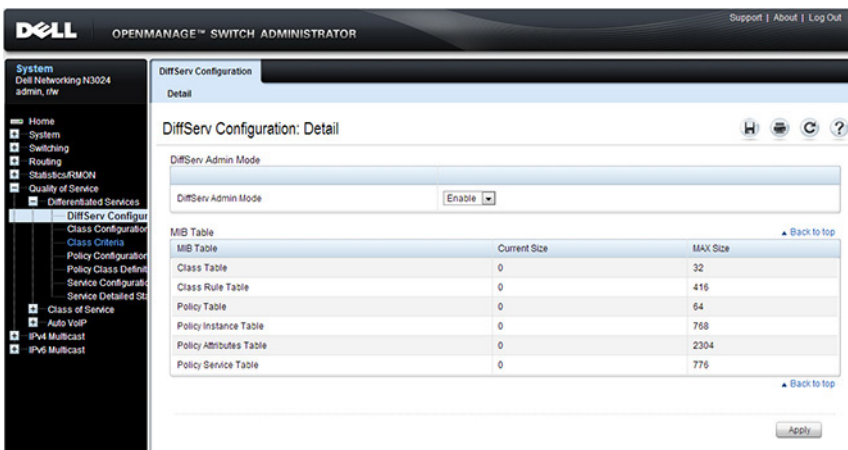 Support | About | Log Out
DELL OPENMANAGE™ SWITCH ADMINISTRATOR
System
Dell Networking N3024
admin, r/w
Home
System
Switching
Routing
Statistics/RMON
Quality of Service
Differentiated Services
DiffServ Configur
Class Configuration
Class Criteria
Policy Configuration
Policy Class Definit
Service Configuratio
Service Detailed Sta
Class of Service
Auto VoIP
IPv4 Multicast
IPv6 Multicast
DiffServ Configuration
Detail
DiffServ Configuration: Detail
DiffServ Admin Mode
DiffServ Admin Mode Enable
MIB Table Back to top
MIB Table Current Size MAX Size
Class Table 0 32
Class Rule Table 0 416
Policy Table 0 64
Policy Instance Table 0 768
Policy Attributes Table 0 2304
Policy Service Table 0 776
Back to top
Apply